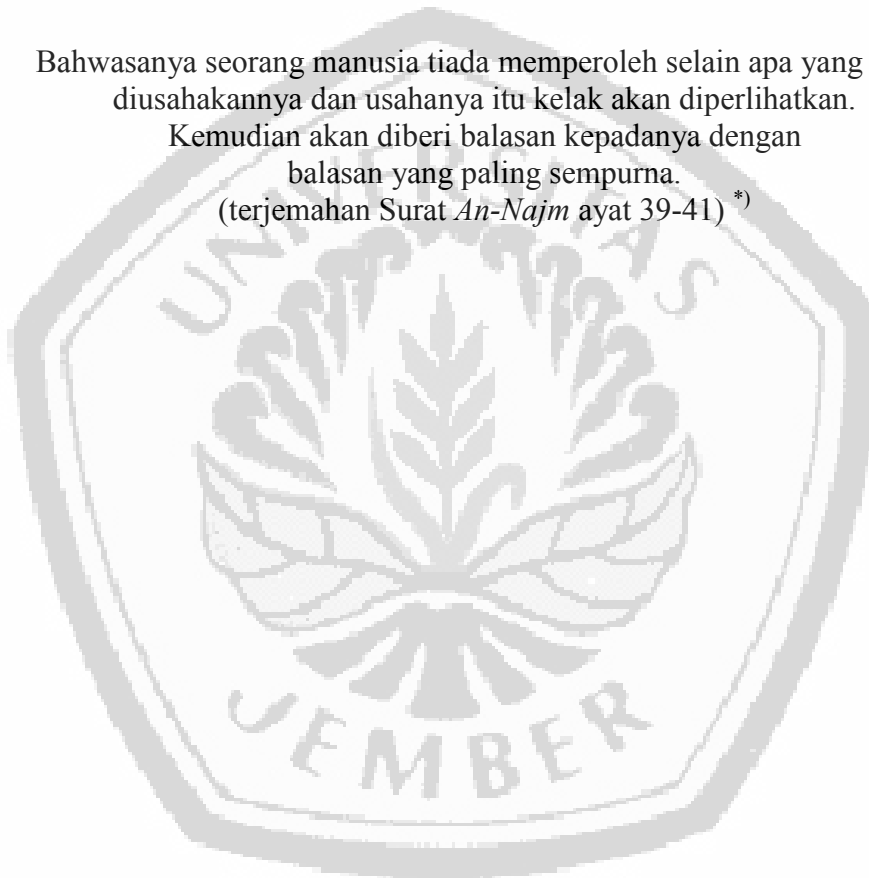 Bahwasanya seorang manusia tiada memperoleh selain apa yang
diusahakannya dan usahanya itu kelak akan diperlihatkan.
Kemudian akan diberi balasan kepadanya dengan
balasan yang paling sempurna.
(terjemahan Surat An-Najm ayat 39-41) *)
UNIVERSITAS
JEMBER